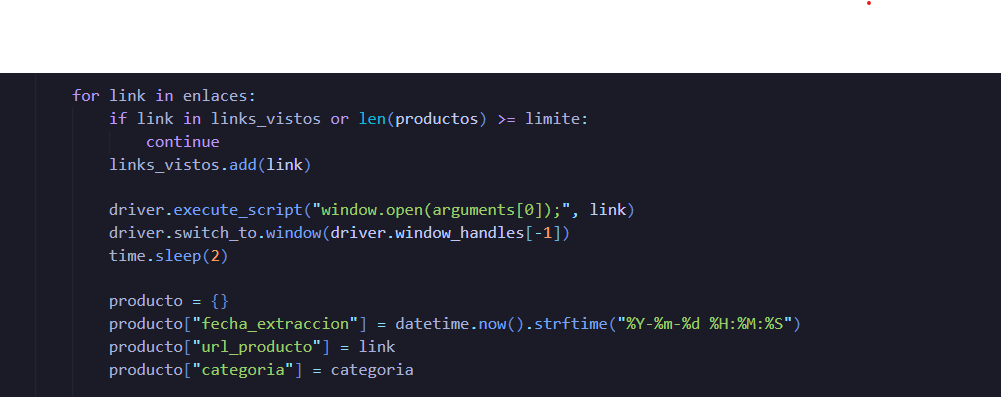 for link in enlaces:
if link in links_vistos or len(productos) >= limite:
continue
links_vistos.add(link)
driver.execute_script("window.open(arguments[0]);", link)
driver.switch_to.window(driver.window_handles[-1])
time.sleep(2)
producto = {}
producto["fecha_extraccion"] = datetime.now().strftime("%Y-%m-%d %H:%M:%S")
producto["url_producto"] = link
producto["categoria"] = categoria